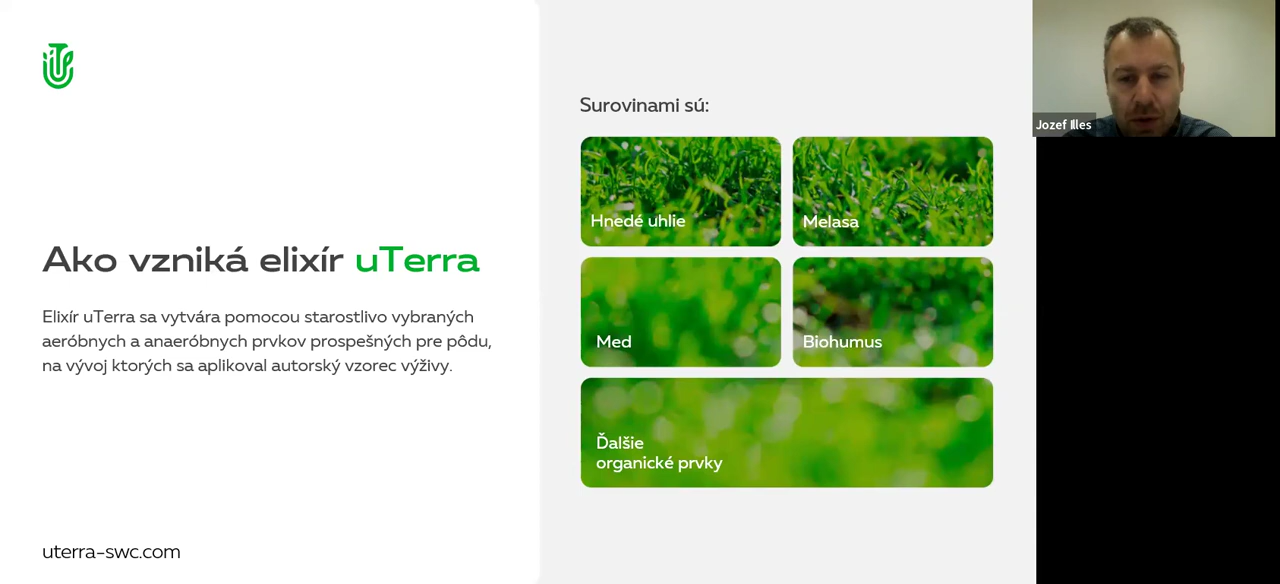 Ako vzniká elixír uTerra
Elixír uTerra sa vytvára pomocou starostlivo vybraných
aeróbnych a anaeróbnych prvkov prospešných pre pôdu,
na vývoj ktorých sa aplikoval autorský vzorec výživy.
uterra-swc.com
Surovinami sú:
Hnedé uhlie
Melasa
Med
Biohumus
Ďalšie
organické prvky
Jozef Illes